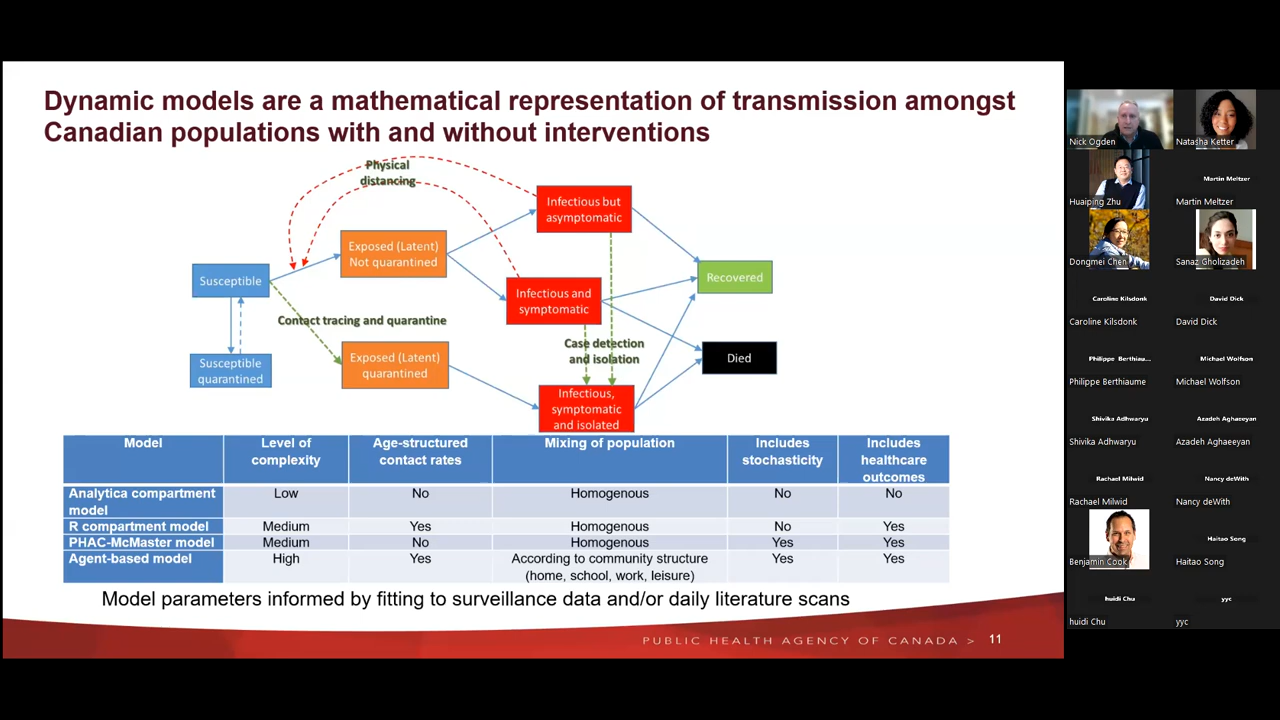 Dynamic models are a mathematical representation of transmission amongst
Canadian populations with and without interventions
Physical
distancing
Infectious but
asymptomatic
Exposed (Latent)
Not quarantined
Susceptible
Recovered
Infectious and
symptomatic
Contact tracing and quarantine
Case detection
and isolation
Susceptible
quarantined
Exposed (Latent)
quarantined
Died
Infectious,
symptomatic
and isolated
Model Level of complexity Age-structured contact rates Mixing of population Includes stochasticity Includes healthcare outcomes
Analytica compartment model Low No Homogenous No No
R compartment model Medium Yes Homogenous No Yes
PHAC-McMaster model Medium No Homogenous Yes Yes
Agent-based model High Yes According to community structure (home, school, work, leisure) Yes Yes
Model parameters informed by fitting to surveillance data and/or daily literature scans
PUBLIC HEALTH AGENCY OF CANADA > 11
Nick Ogden
Natasha Ketter
Huaiping Zhu
Martin Meltzer
Martin Meltzer
Dongmei Chen
Sanaz Gholizadeh
Caroline Kilsdonk
David Dick
Caroline Kilsdonk
David Dick
Philippe Berthiau...
Michael Wolfson
Philippe Berthiaume
Michael Wolfson
Shivika Adhwaryu
Azadeh Aghaeeyan
Shivika Adhwaryu
Azadeh Aghaeeyan
Rachael Milwid
Nancy deWith
Rachael Milwid
Nancy deWith
Benjamin Cook
Haitao Song
Haitao Song
huidi Chu
yyc
huidi Chu
yyc